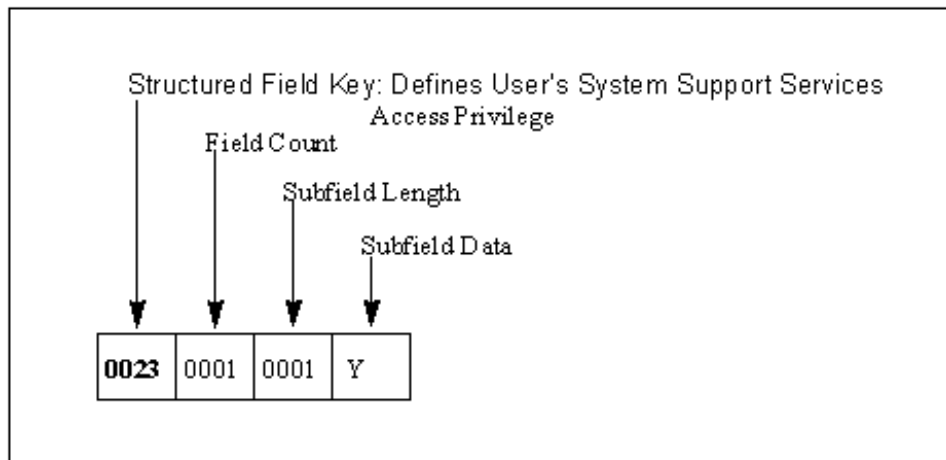 Structured Field Key: Defines User's System Support Services
Access Privilege
Field Count
Subfield Length
Subfield Data
0023 0001 0001 Y